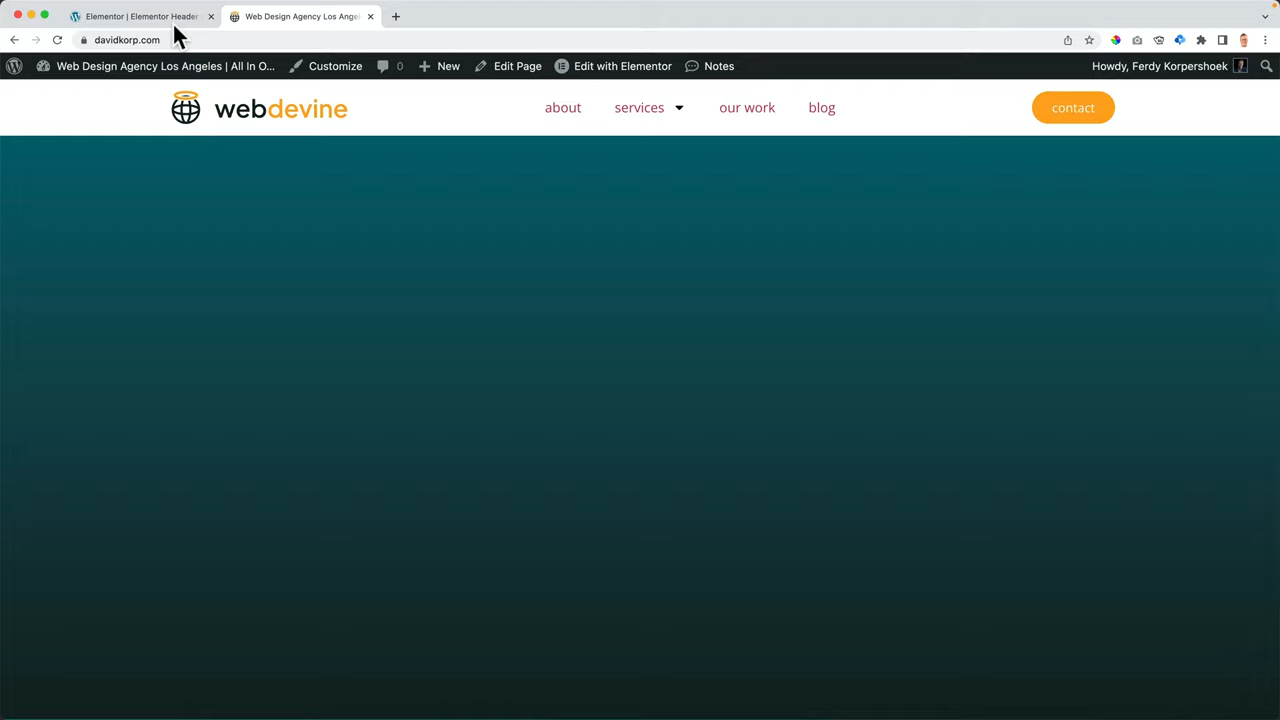 Elementor | Elementor Header
Web Design Agency Los Angel
davidkorp.com
Web Design Agency Los Angeles | All In O...
Customize
0
New
Edit Page
Edit with Elementor
Notes
Howdy, Ferdy Korpershoek
webdevine
about
services
our work
blog
contact